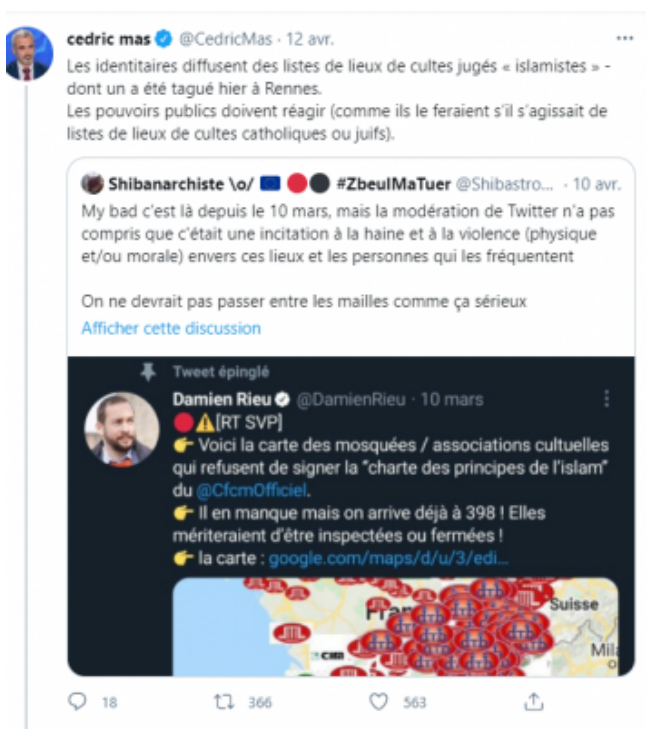 cedric mas @CedricMas · 12 avr.
Les identitaires diffusent des listes de lieux de cultes jugés « islamistes » -
dont un a été tagué hier à Rennes.
Les pouvoirs publics doivent réagir (comme ils le feraient s'il s'agissait de
listes de lieux de cultes catholiques ou juifs).
Shibanarchiste \o/ 🇪🇺 🔴⚫ #ZbeulMaTuer @Shibastro... · 10 avr.
My bad c'est là depuis le 10 mars, mais la modération de Twitter n'a pas
compris que c'était une incitation à la haine et à la violence (physique
et/ou morale) envers ces lieux et les personnes qui les fréquentent
On ne devrait pas passer entre les mailles comme ça sérieux
Afficher cette discussion
Tweet épinglé
Damien Rieu @DamienRieu · 10 mars
🔴⚠️[RT SVP]
👉 Voici la carte des mosquées / associations cultuelles
qui refusent de signer la "charte des principes de l'islam"
du @CfcmOfficiel.
👉 Il en manque mais on arrive déjà à 398 ! Elles
mériteraient d'être inspectées ou fermées !
👉 la carte : google.com/maps/d/u/3/edi...
Fran
Suisse
Mila
18 366 563